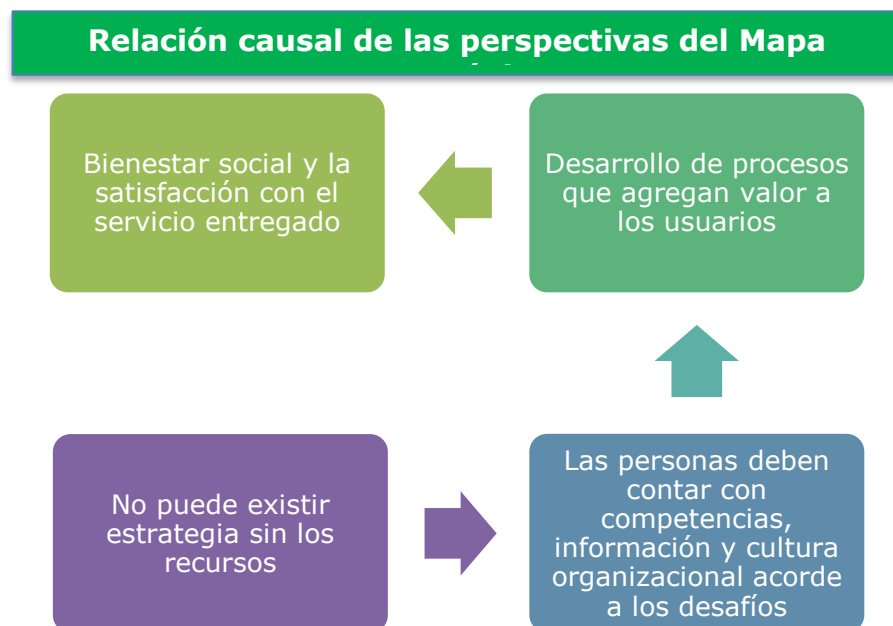 Relación causal de las perspectivas del Mapa
Bienestar social y la
satisfacción con el
servicio entregado
Desarrollo de procesos
que agregan valor a
los usuarios
No puede existir
estrategia sin los
recursos
Las personas deben
contar con
competencias,
información y cultura
organizacional acorde
a los desafíos